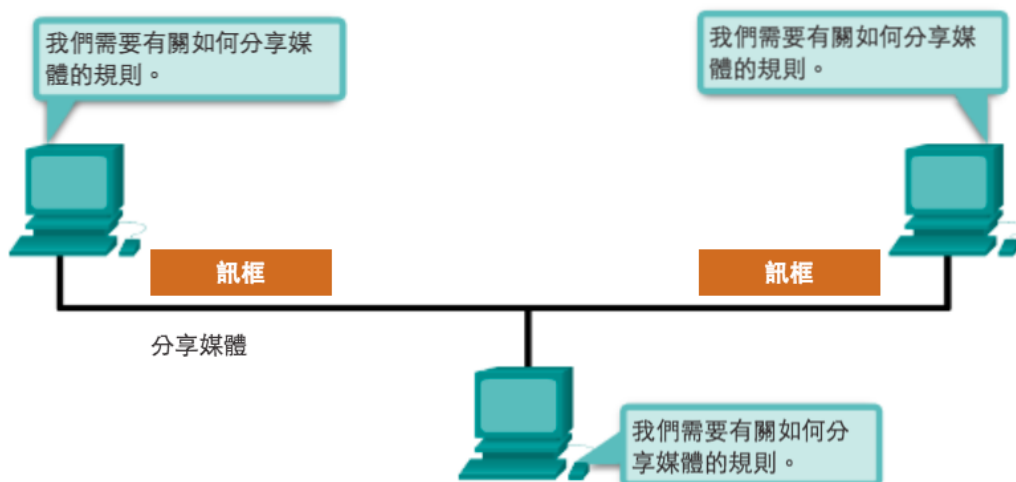 我們需要有關如何分享媒
體的規則。
我們需要有關如何分享媒
體的規則。
訊框
訊框
分享媒體
我們需要有關如何分
享媒體的規則。